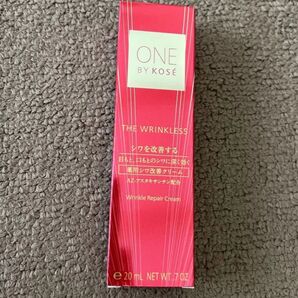 ONE
BY KOSÉ
THE WRINKLESS
シワを改善する
目もと、口もとのシワに深く効く
薬用シワ改善クリーム
Wrinkle Repair Cream
℮20 mL NET WT .7 OZ.